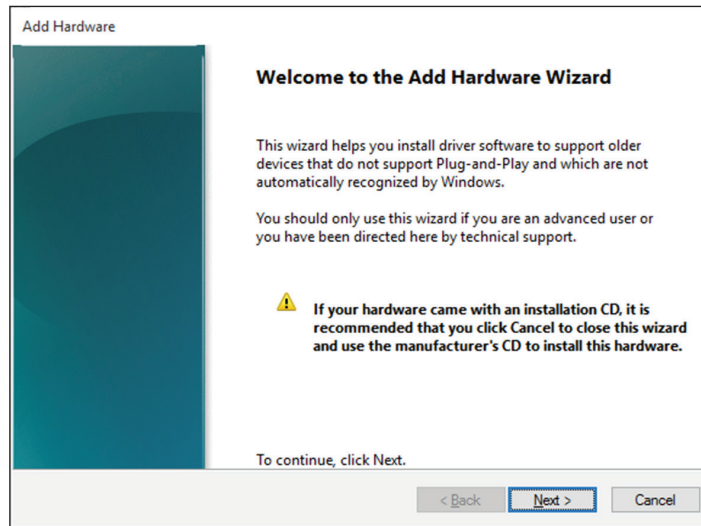 Add Hardware
Welcome to the Add Hardware Wizard
This wizard helps you install driver software to support older
devices that do not support Plug-and-Play and which are not
automatically recognized by Windows.
You should only use this wizard if you are an advanced user or
you have been directed here by technical support.
If your hardware came with an installation CD, it is
recommended that you click Cancel to close this wizard
and use the manufacturer's CD to install this hardware.
To continue, click Next.
< Back Next > Cancel